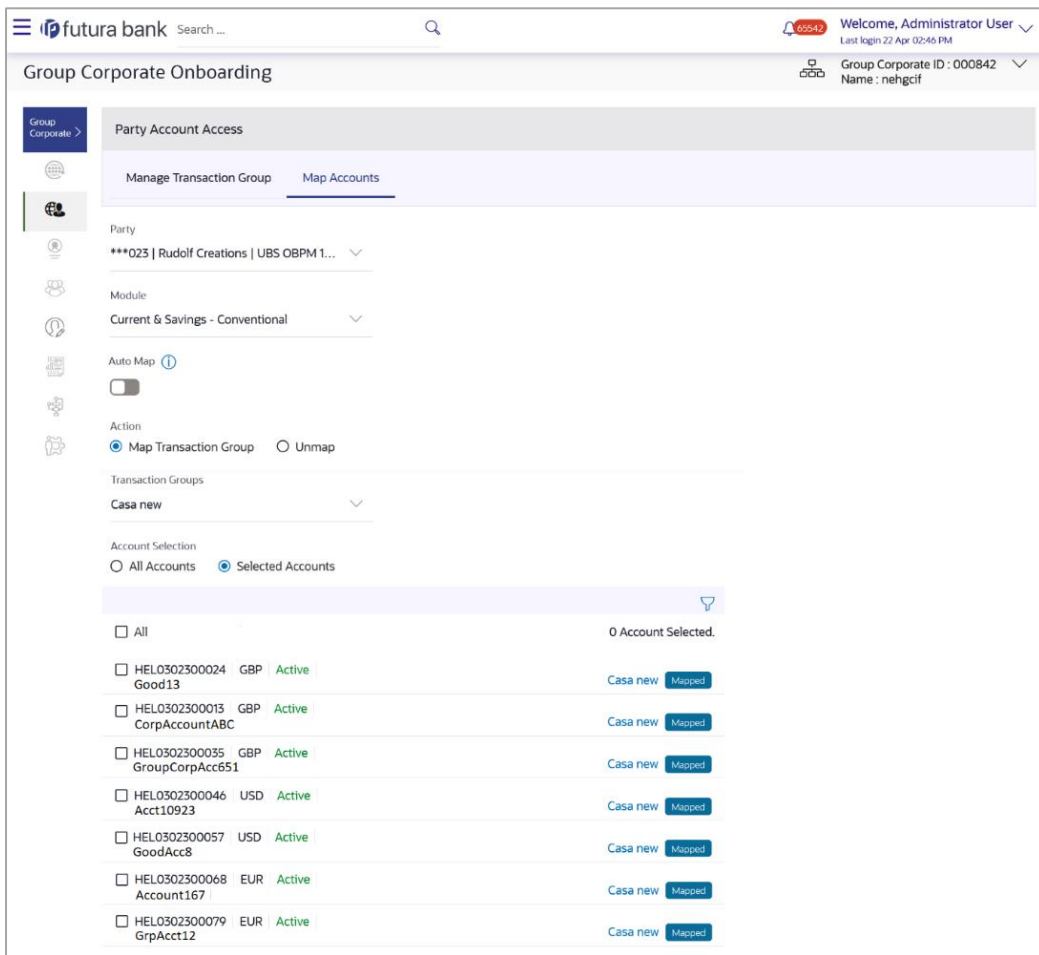 futura bank Search ... 65542 Welcome, Administrator User
Last login 22 Apr 02:46 PM
Group Corporate Onboarding Group Corporate ID : 000842
Name : nehgcif
Group
Corporate >
Party Account Access
Manage Transaction Group Map Accounts
Party
***023 | Rudolf Creations | UBS OBPM 1...
Module
Current & Savings - Conventional
Auto Map i
Action
Map Transaction Group Unmap
Transaction Groups
Casa new
Account Selection
All Accounts Selected Accounts
All 0 Account Selected.
HEL0302300024 GBP Active
Good13 Casa new Mapped
HEL0302300013 GBP Active
CorpAccountABC Casa new Mapped
HEL0302300035 GBP Active
GroupCorpAcc651 Casa new Mapped
HEL0302300046 USD Active
Acct10923 Casa new Mapped
HEL0302300057 USD Active
GoodAcc8 Casa new Mapped
HEL0302300068 EUR Active
Account167 Casa new Mapped
HEL0302300079 EUR Active
GrpAcct12 Casa new Mapped